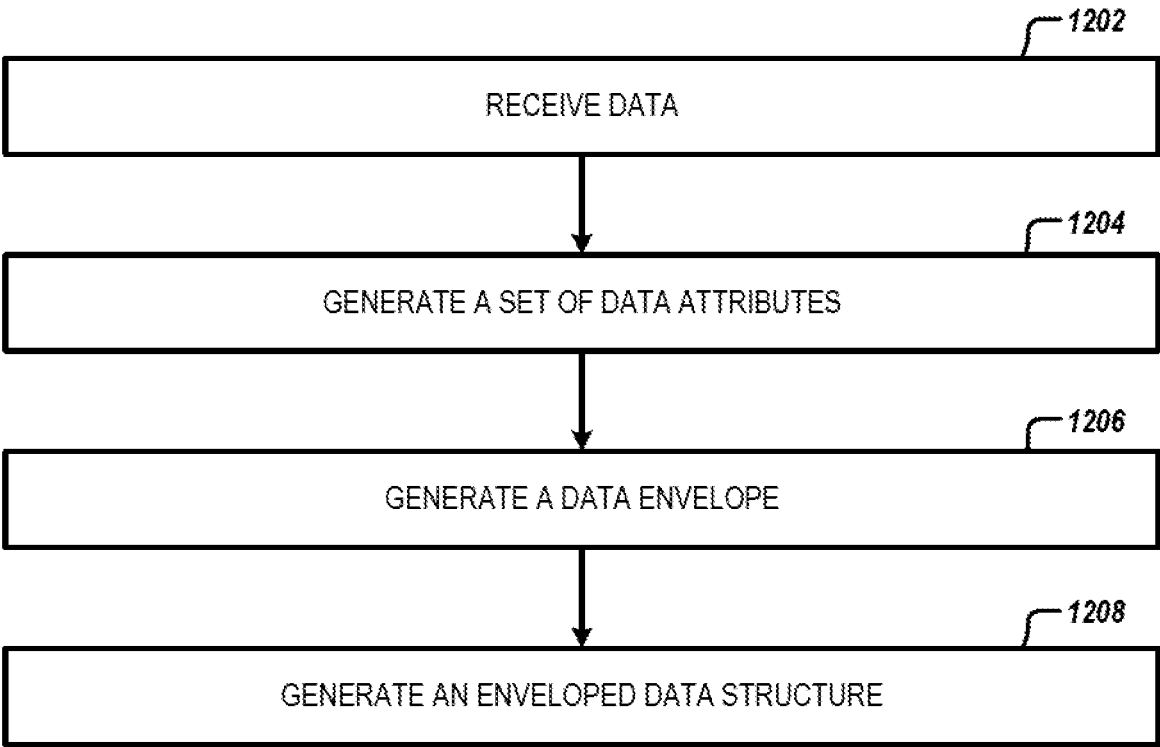 1202
RECEIVE DATA
1204
GENERATE A SET OF DATA ATTRIBUTES
1206
GENERATE A DATA ENVELOPE
1208
GENERATE AN ENVELOPED DATA STRUCTURE